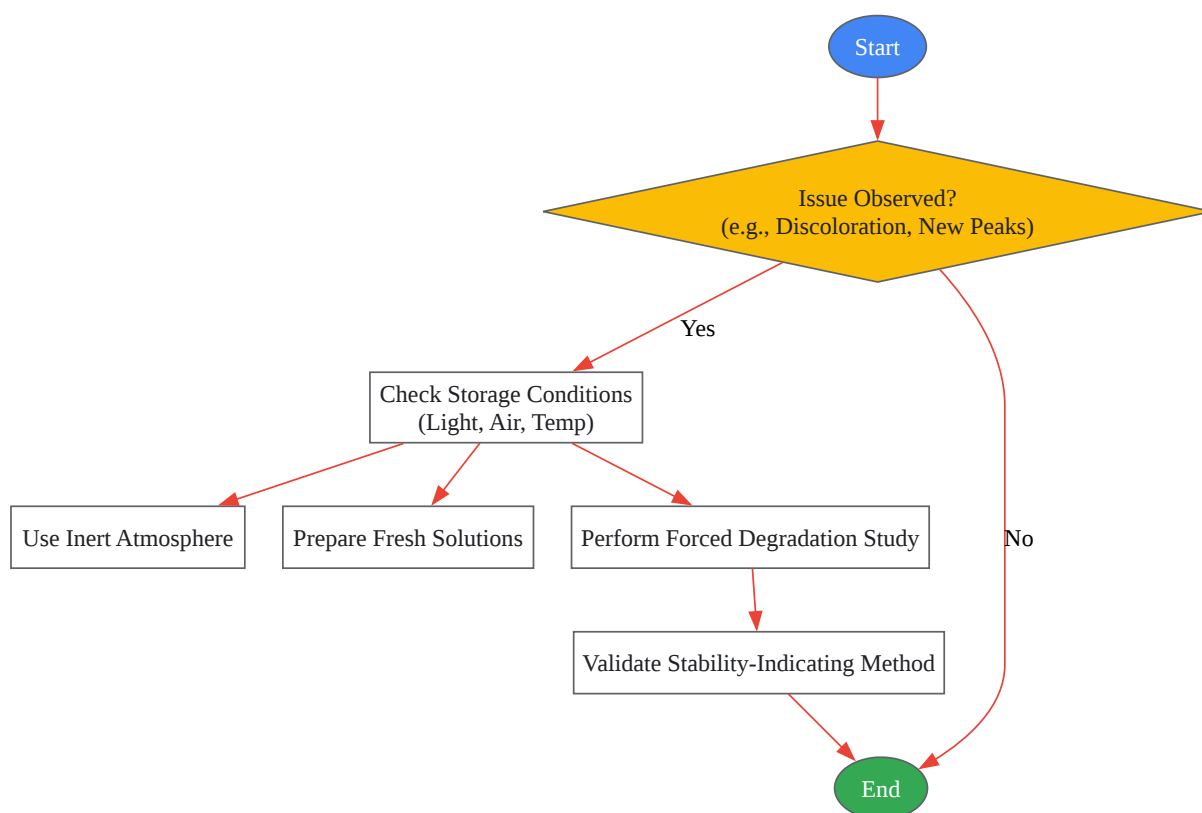 Start
Issue Observed?
(e.g., Discoloration, New Peaks)
Yes
Check Storage Conditions
(Light, Air, Temp)
Use Inert Atmosphere
Prepare Fresh Solutions
Perform Forced Degradation Study
No
Validate Stability-Indicating Method
End